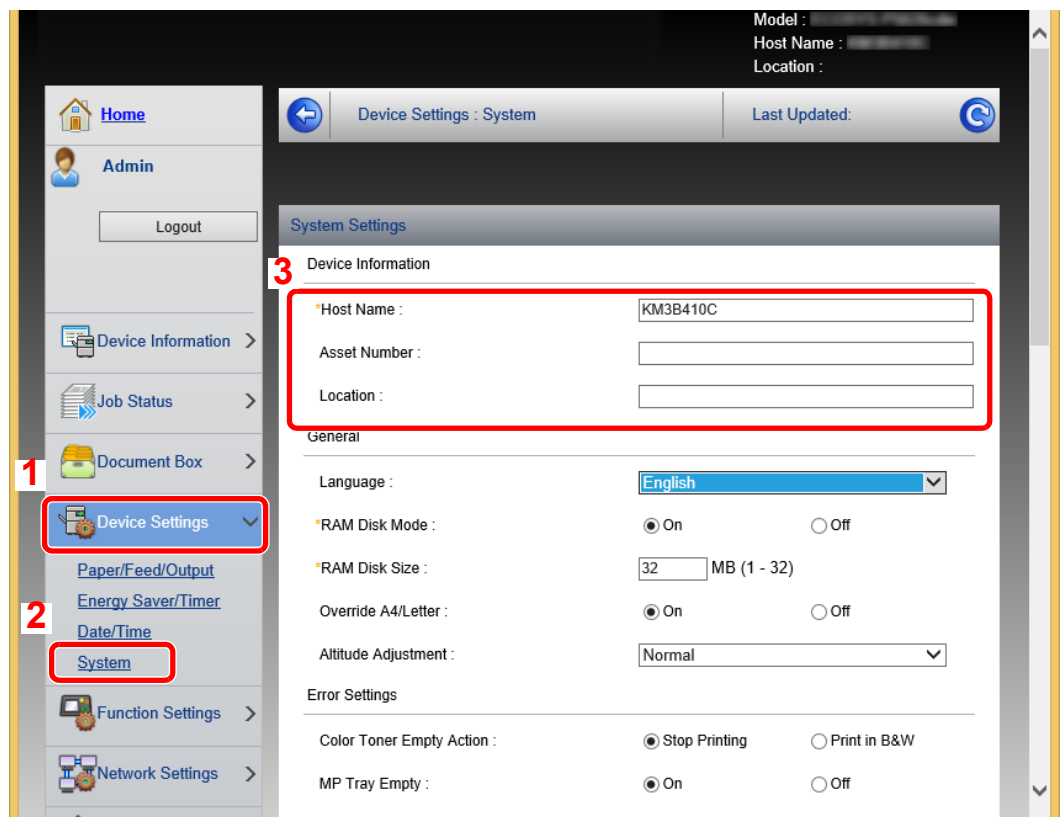 Model :
Host Name :
Location :
Home
Device Settings : System
Last Updated:
Admin
Logout
System Settings
3
Device Information
*Host Name :
KM3B410C
Asset Number :
Location :
Device Information
Job Status
Document Box
1
Device Settings
Paper/Feed/Output
2
Energy Saver/Timer
Date/Time
System
Function Settings
Network Settings
General
Language :
English
*RAM Disk Mode :
On
Off
*RAM Disk Size :
32
MB (1 - 32)
Override A4/Letter :
On
Off
Altitude Adjustment :
Normal
Error Settings
Color Toner Empty Action :
Stop Printing
Print in B&W
MP Tray Empty :
On
Off